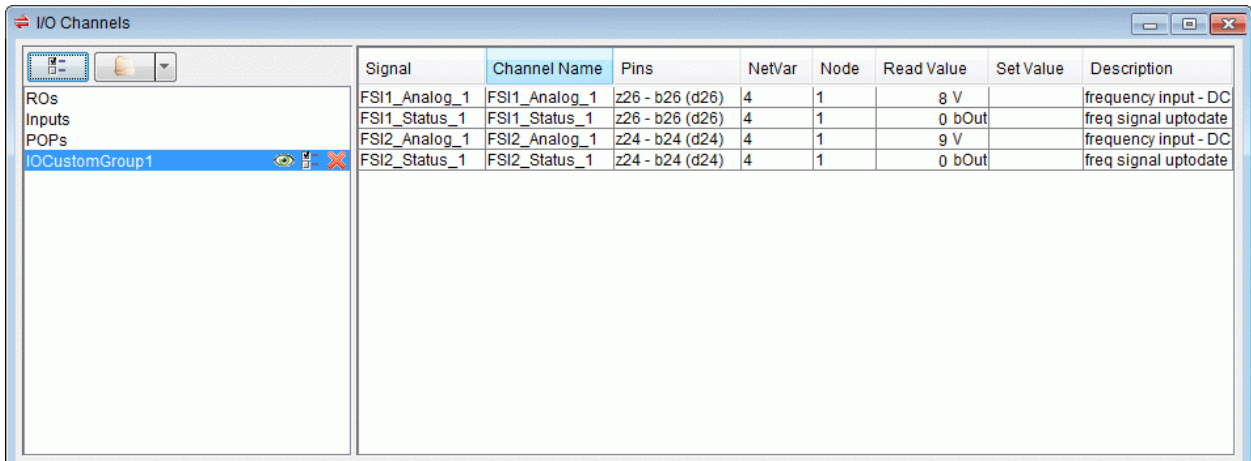 I/O Channels
Signal Channel Name Pins NetVar Node Read Value Set Value Description
ROs
Inputs
POPs
IOCustomGroup1
FSI1_Analog_1 FSI1_Analog_1 z26 - b26 (d26) 4 1 8 V frequency input - DC
FSI1_Status_1 FSI1_Status_1 z26 - b26 (d26) 4 1 0 bOut freq signal uptodate
FSI2_Analog_1 FSI2_Analog_1 z24 - b24 (d24) 4 1 9 V frequency input - DC
FSI2_Status_1 FSI2_Status_1 z24 - b24 (d24) 4 1 0 bOut freq signal uptodate